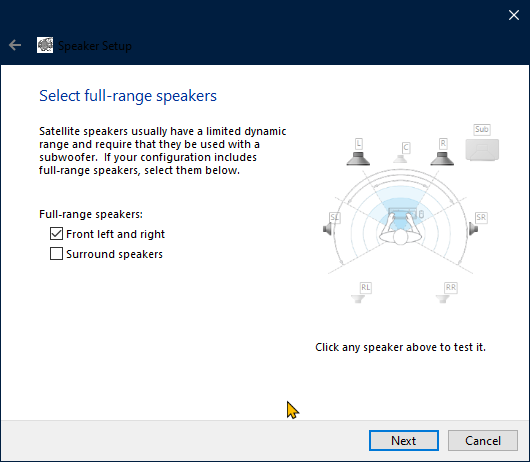 Speaker Setup
Select full-range speakers
Satellite speakers usually have a limited dynamic
range and require that they be used with a
subwoofer.  If your configuration includes
full-range speakers, select them below.
Full-range speakers:
Front left and right
Surround speakers
L
C
R
Sub
SL
SR
RL
RR
Click any speaker above to test it.
Next
Cancel